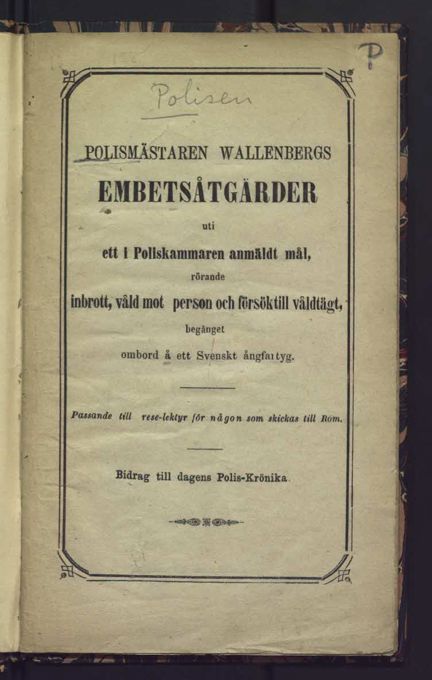 P
Polisen
POLISMÄSTAREN WALLENBERGS
EMBETSÅTGÄRDER
uti
ett i Poliskammaren anmäldt mål,
rörande
inbrott, våld mot person och försök till våldtägt,
begånget
ombord å ett Svenskt ångfartyg.
Passande till rese-lektyr för någon som skickas till Rom.
Bidrag till dagens Polis-Krönika.